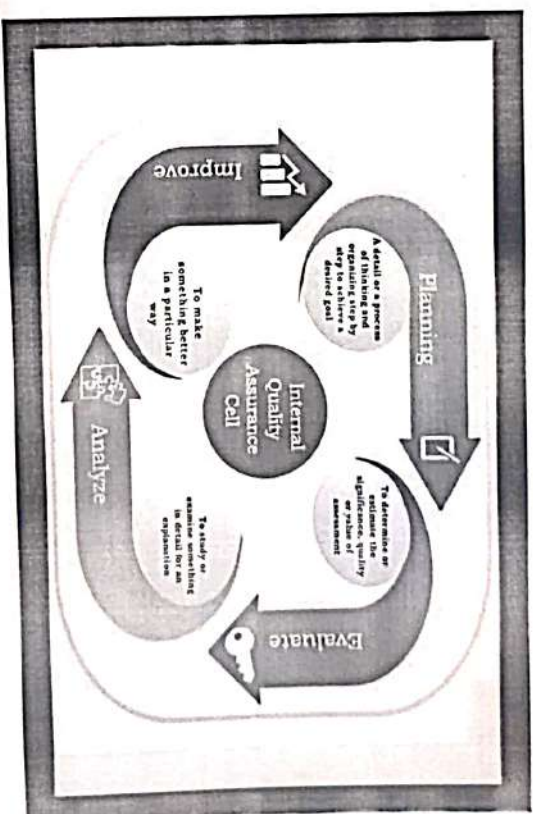 Planning
A detail or a process
of thinking and
organizing step by
step to achieve a
desired goal
Evaluate
To determine or
estimate the
significance, quality
or value of
assessment
Analyze
To study or
examine something
in detail for an
explanation
Improve
To make
something better
in a particular
way
Internal
Quality
Assurance
Cell